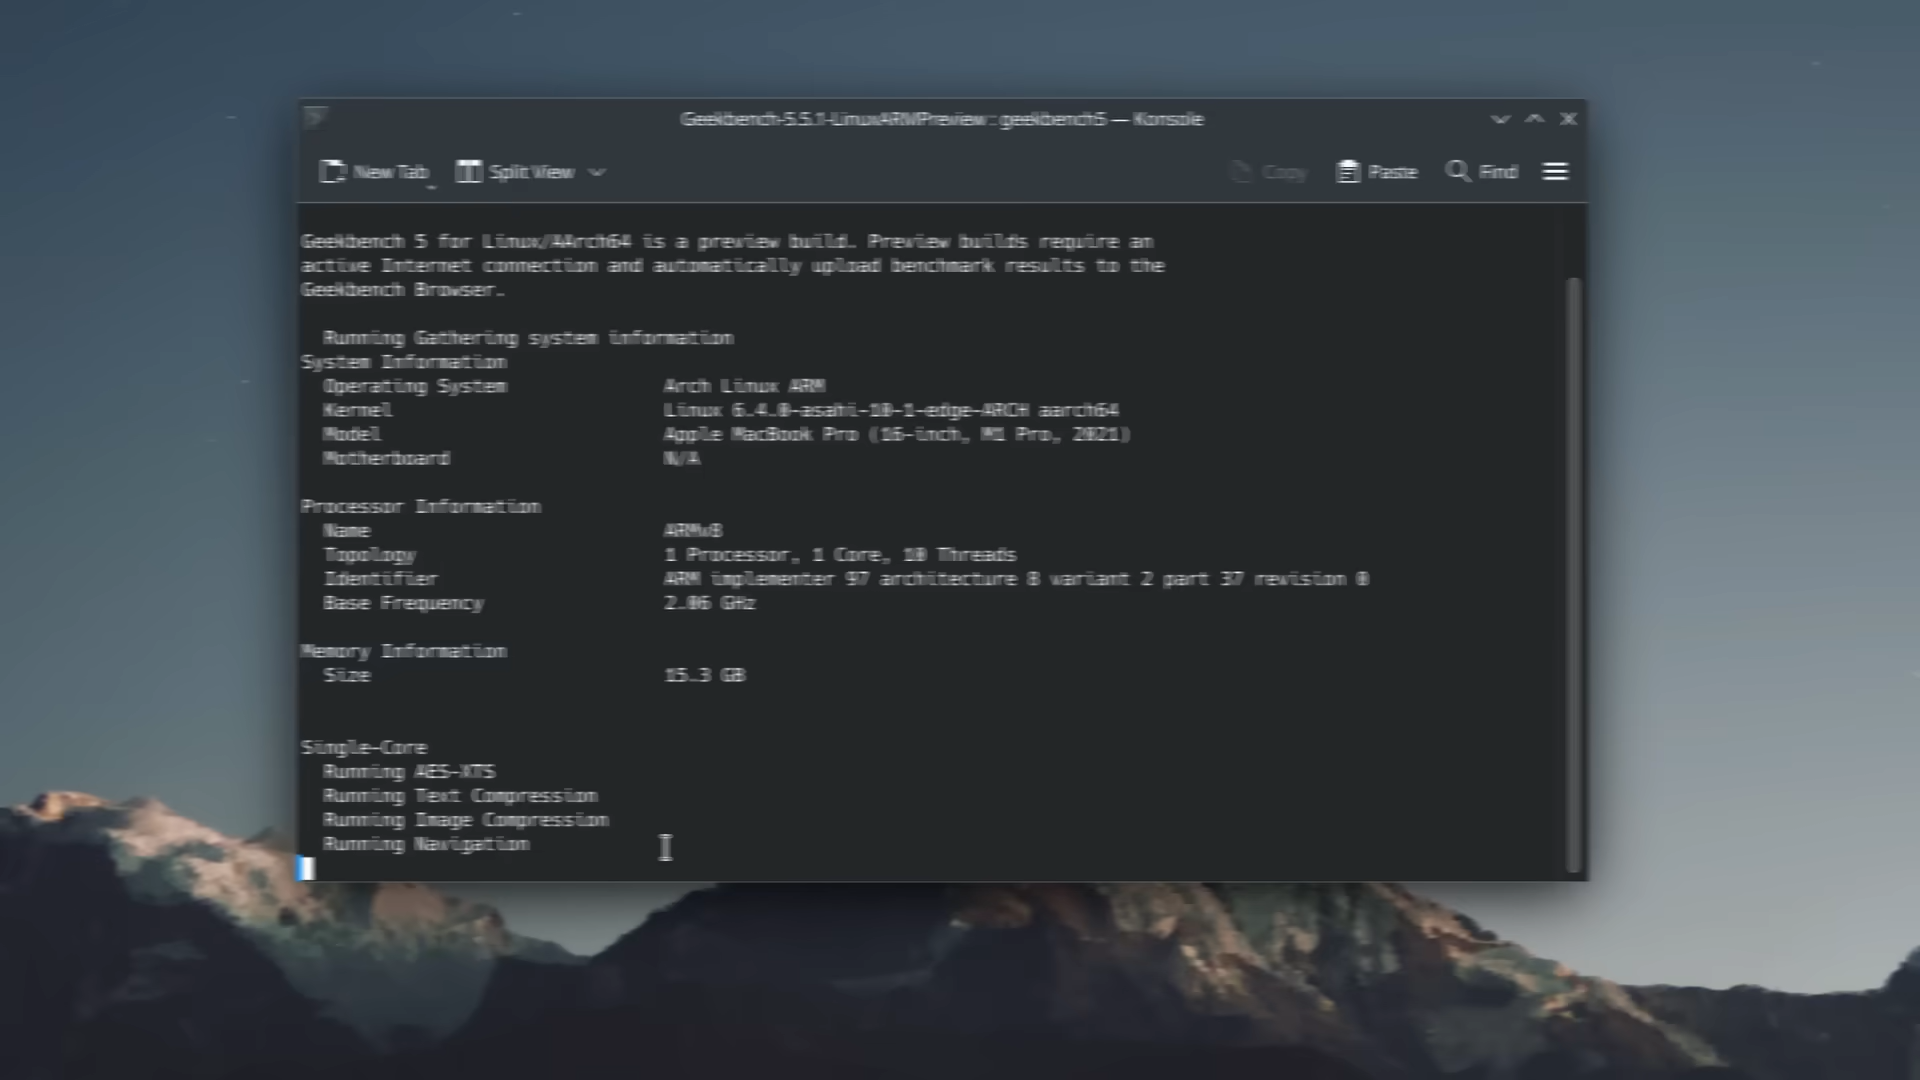 Geekbench-5.5.1-LinuxARMPreview : geekbench5 — Konsole
New Tab Split View Copy Paste Find
Geekbench 5 for Linux/AArch64 is a preview build. Preview builds require an
active Internet connection and automatically upload benchmark results to the
Geekbench Browser.
Running Gathering system information
System Information
Operating System Arch Linux ARM
Kernel Linux 6.4.0-asahi-10-1-edge-ARCH aarch64
Model Apple MacBook Pro (16-inch, M1 Pro, 2021)
Motherboard N/A
Processor Information
Name ARMv8
Topology 1 Processor, 1 Core, 10 Threads
Identifier ARM implementer 97 architecture 8 variant 2 part 37 revision 0
Base Frequency 2.06 GHz
Memory Information
Size 15.3 GB
Single-Core
Running AES-XTS
Running Text Compression
Running Image Compression
Running Navigation